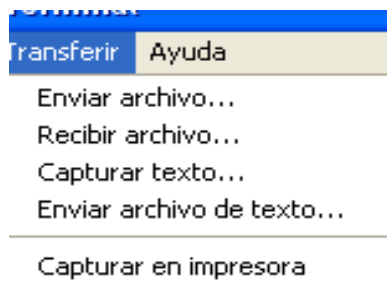 Transferir Ayuda
Enviar archivo...
Recibir archivo...
Capturar texto...
Enviar archivo de texto...
Capturar en impresora